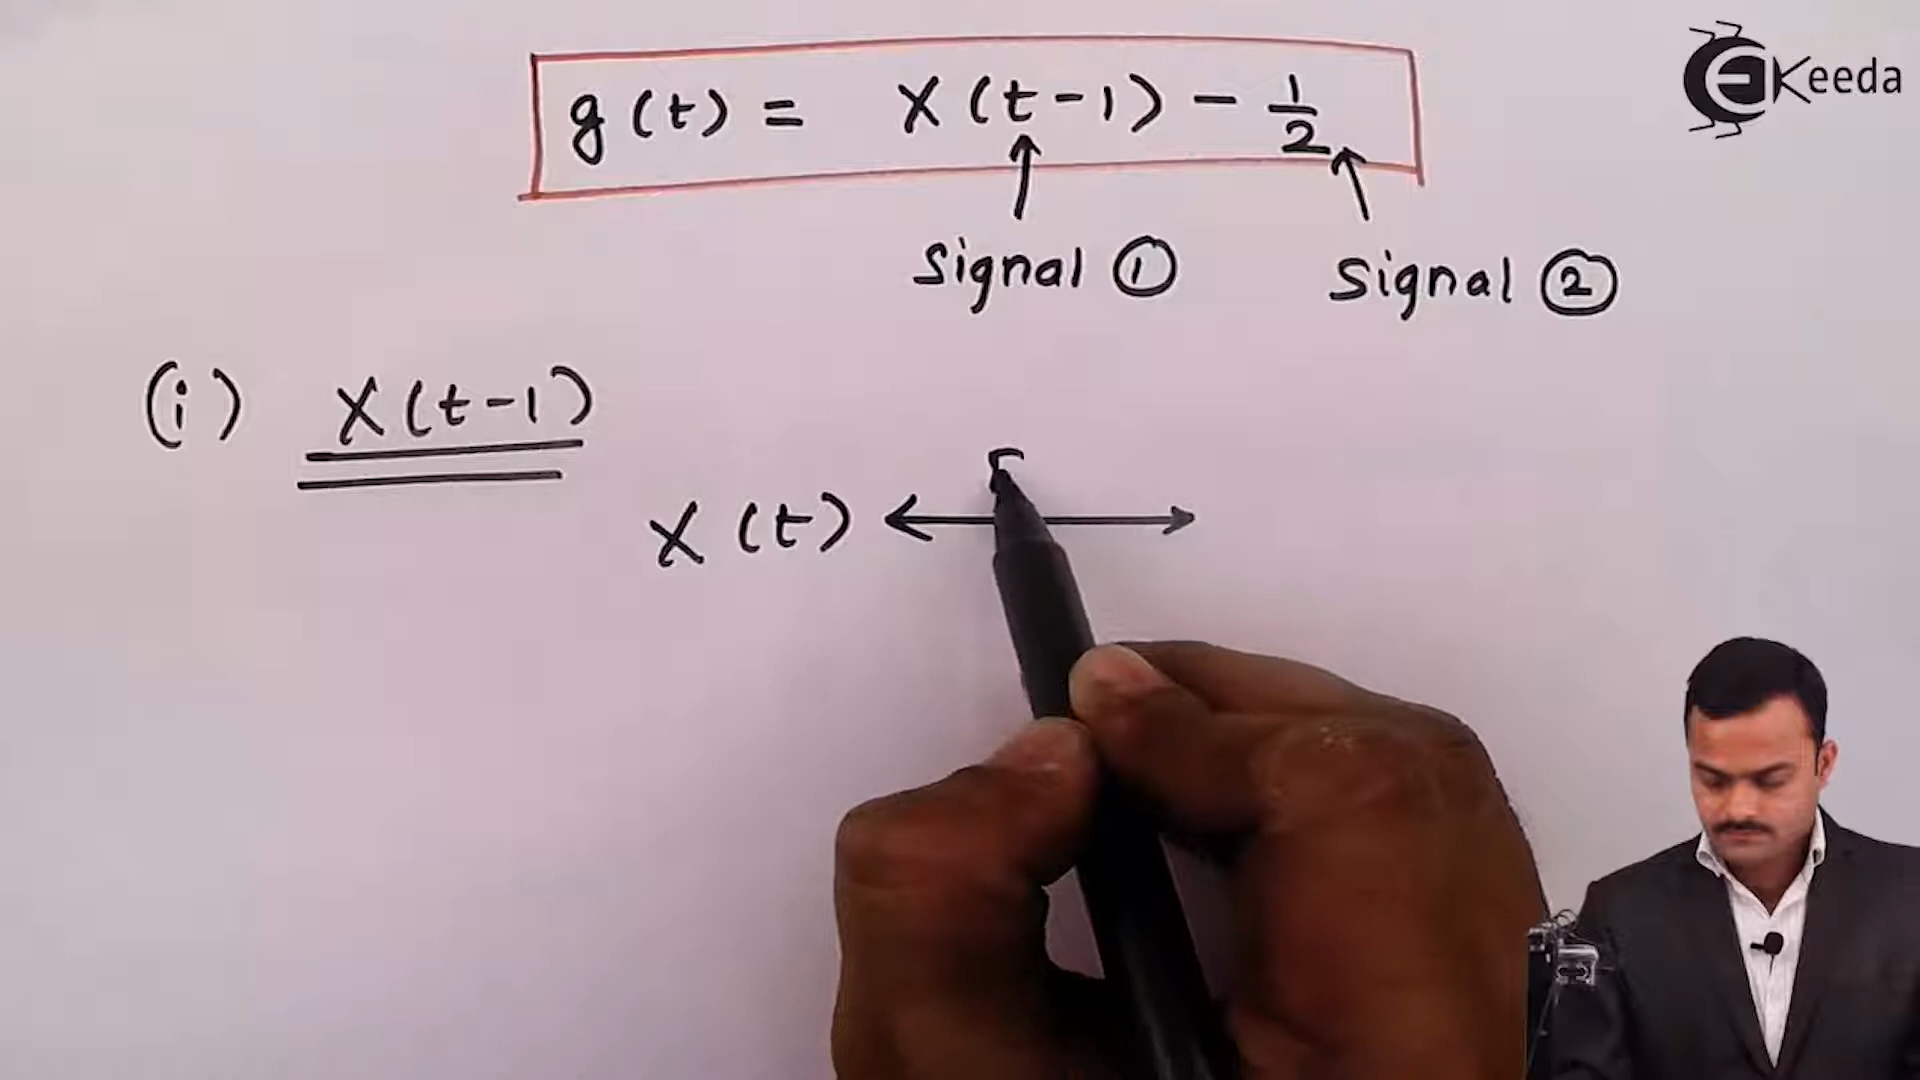 g(t) = x(t-1) - 1/2
Signal ① Signal ②
(i) x(t-1)
x(t) ↔
EKeeda